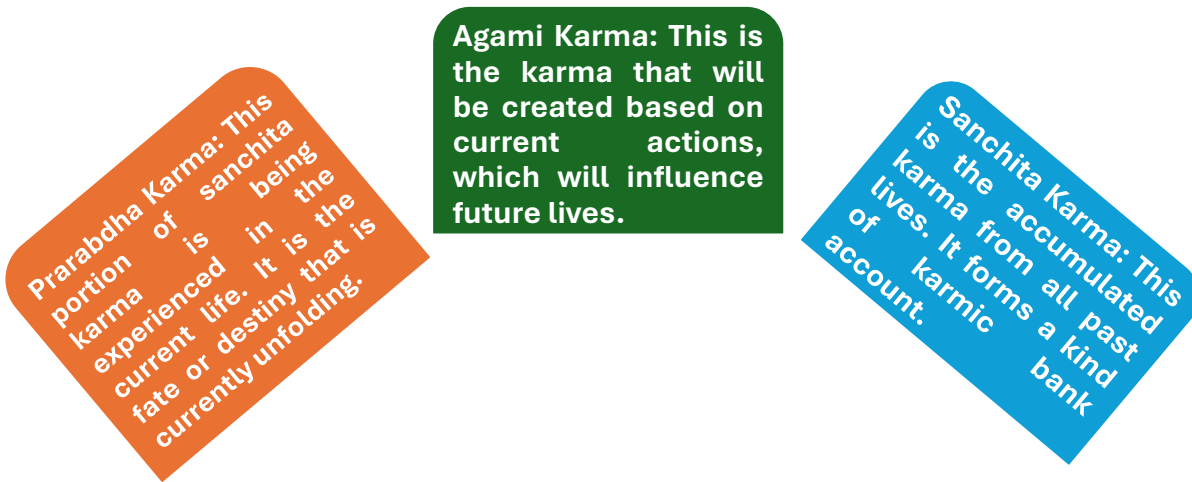 Prarabdha Karma: This
portion of sanchita
karma is being
experienced in the
current life. It is the
fate or destiny that is
currently unfolding.
Agami Karma: This is
the karma that will
be created based on
current actions,
which will influence
future lives.
Sanchita Karma: This
is the accumulated
karma from all past
lives. It forms a kind
of karmic bank
account.